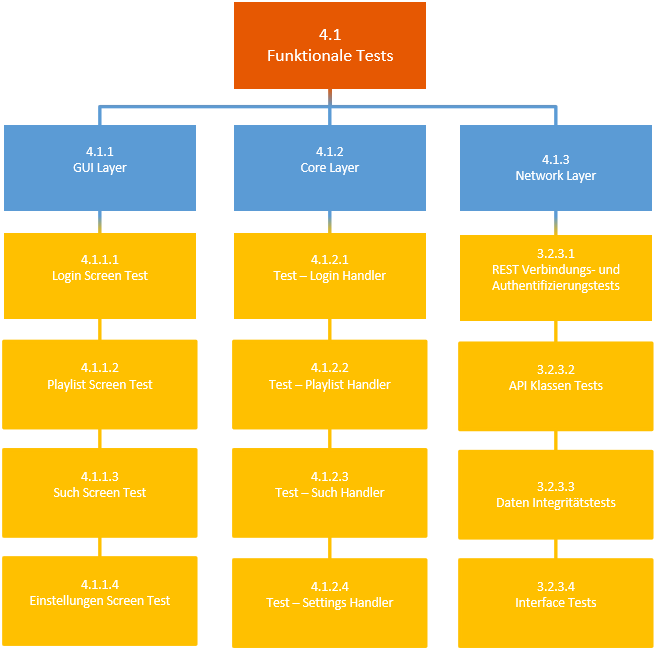 4.1
Funktionale Tests
4.1.1
GUI Layer
4.1.2
Core Layer
4.1.3
Network Layer
4.1.1.1
Login Screen Test
4.1.2.1
Test – Login Handler
3.2.3.1
REST Verbindungs- und
Authentifizierungstests
4.1.1.2
Playlist Screen Test
4.1.2.2
Test – Playlist Handler
3.2.3.2
API Klassen Tests
4.1.1.3
Such Screen Test
4.1.2.3
Test – Such Handler
3.2.3.3
Daten Integritätstests
4.1.1.4
Einstellungen Screen Test
4.1.2.4
Test – Settings Handler
3.2.3.4
Interface Tests